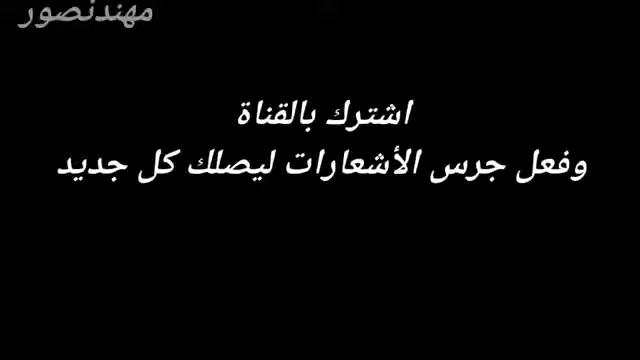 مهندنصور
اشترك بالقناة
وفعل جرس الأشعارات ليصلك كل جديد